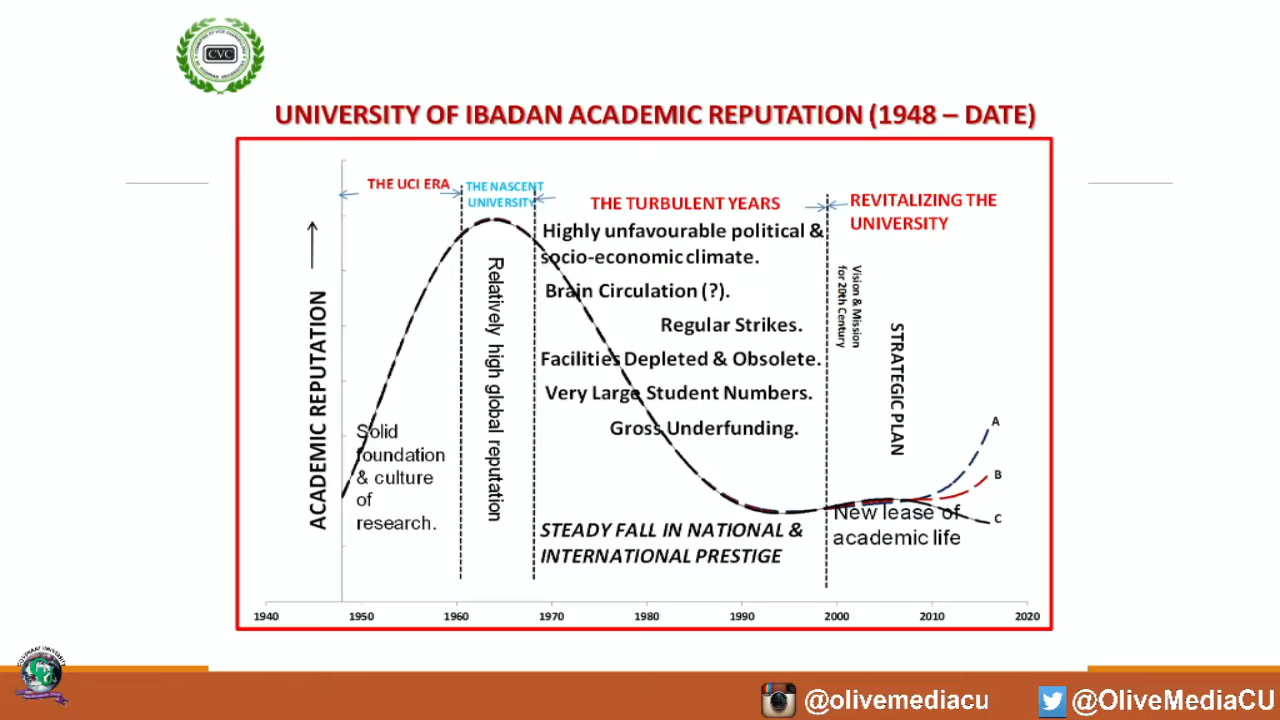 CVC
UNIVERSITY OF IBADAN ACADEMIC REPUTATION (1948 – DATE)
THE UCI ERA
THE NASCENT
UNIVERSITY
THE TURBULENT YEARS
REVITALIZING THE
UNIVERSITY
Highly unfavourable political &
socio-economic climate.
Brain Circulation (?).
Regular Strikes.
Facilities Depleted & Obsolete.
Very Large Student Numbers.
Gross Underfunding.
STEADY FALL IN NATIONAL &
INTERNATIONAL PRESTIGE
ACADEMIC REPUTATION
Solid
foundation
& culture
of
research.
Relatively high global reputation
Vision & Mission
for 20th Century
STRATEGIC PLAN
A
B
C
New lease of
academic life
1940 1950 1960 1970 1980 1990 2000 2010 2020
COVENANT UNIVERSITY
@olivemediacu
@OliveMediaCU